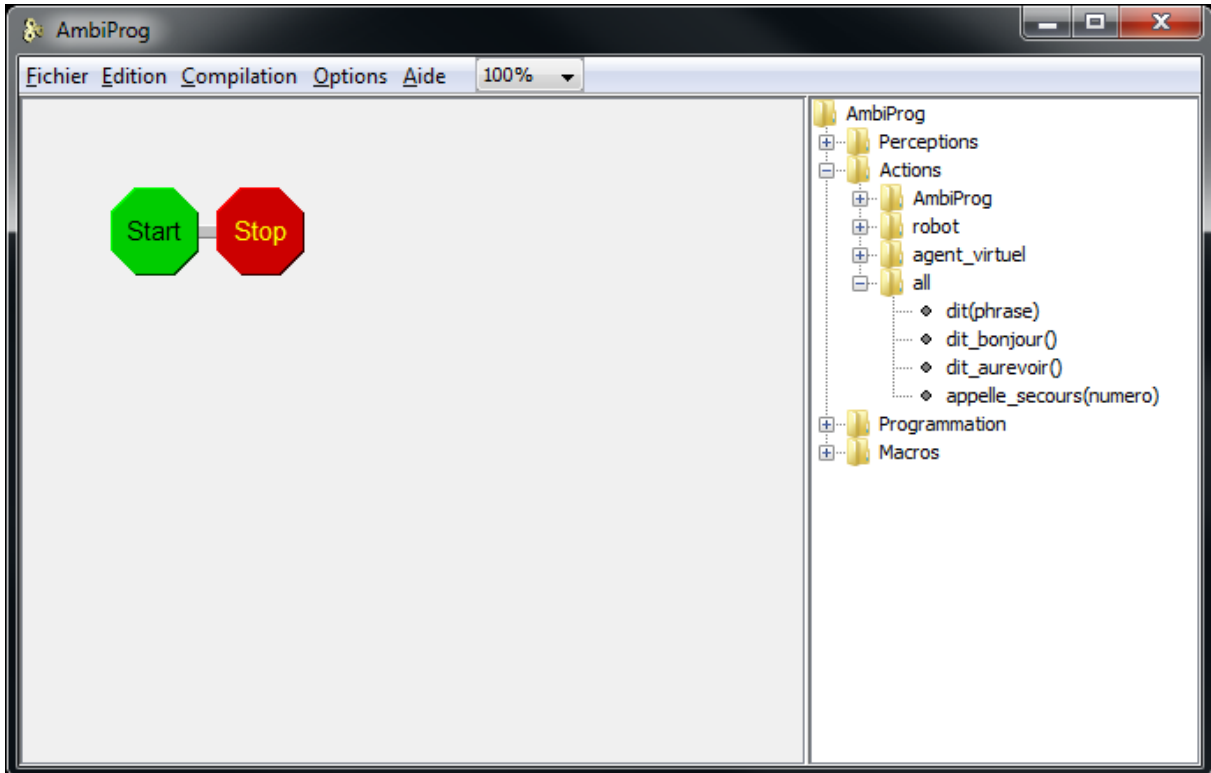 AmbiProg
Fichier Edition Compilation Options Aide 100%
Start Stop
AmbiProg
Perceptions
Actions
AmbiProg
robot
agent_virtuel
all
dit(phrase)
dit_bonjour()
dit_aurevoir()
appelle_secours(numero)
Programmation
Macros